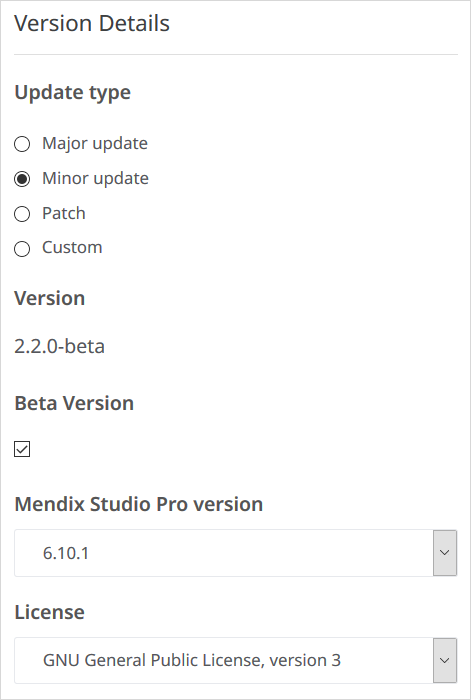 Version Details
Update type
Major update
Minor update
Patch
Custom
Version
2.2.0-beta
Beta Version
Mendix Studio Pro version
6.10.1
License
GNU General Public License, version 3